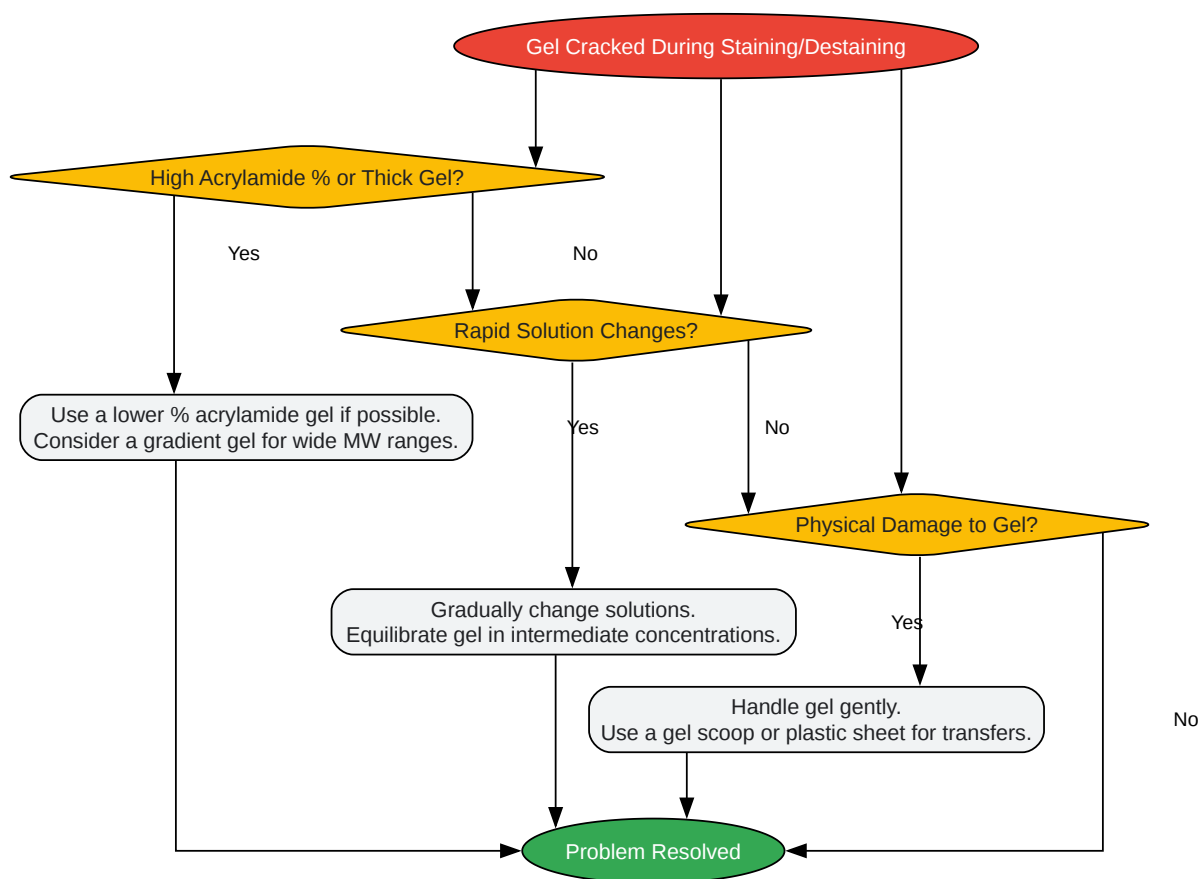 Gel Cracked During Staining/Destaining
High Acrylamide % or Thick Gel?
Yes
No
Rapid Solution Changes?
Use a lower % acrylamide gel if possible.
Consider a gradient gel for wide MW ranges.
Yes
No
Physical Damage to Gel?
Gradually change solutions.
Equilibrate gel in intermediate concentrations.
Yes
Handle gel gently.
Use a gel scoop or plastic sheet for transfers.
No
Problem Resolved